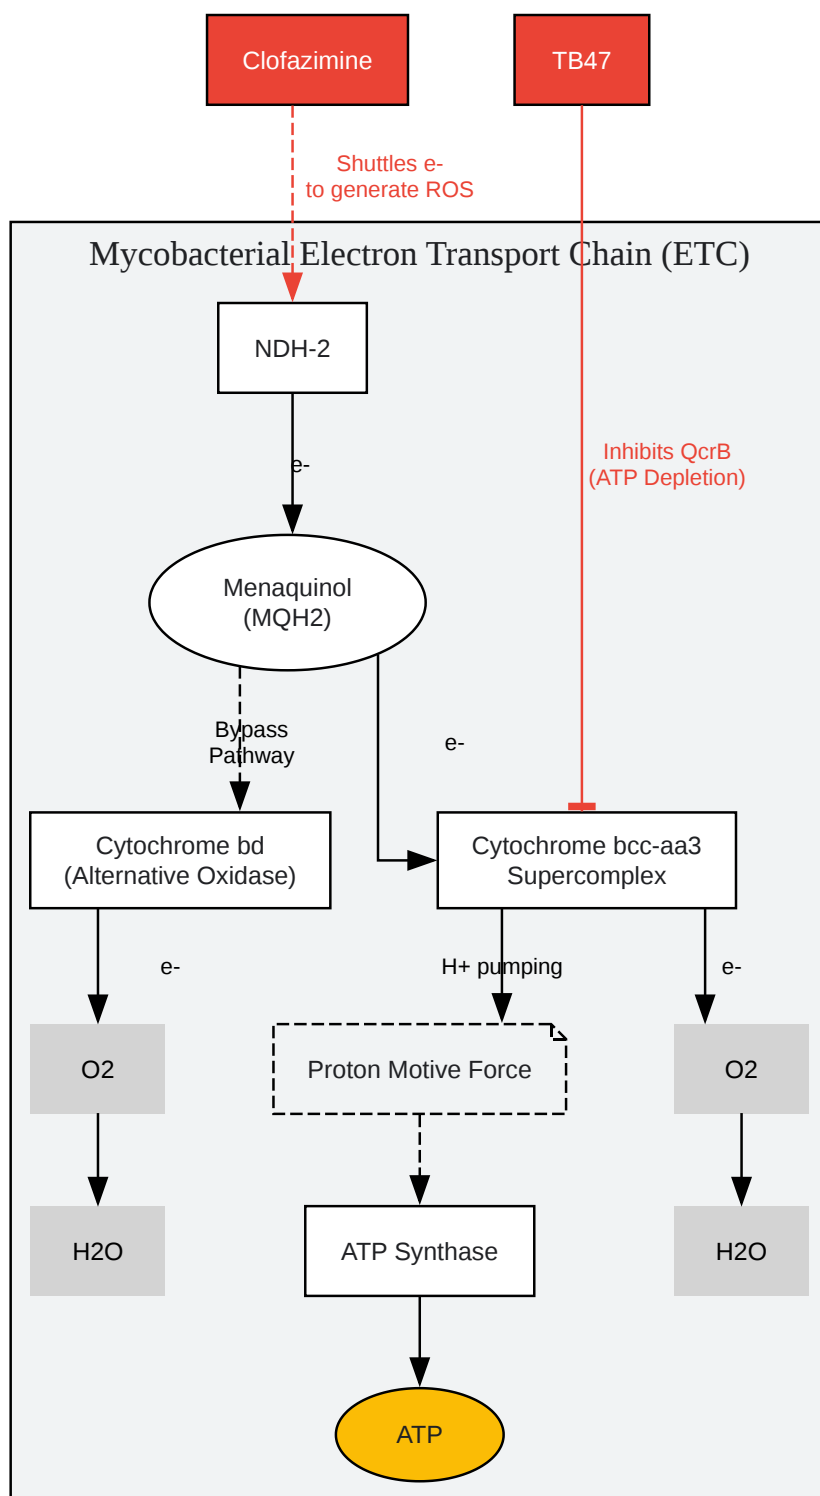 Clofazimine
TB47
Shuttles e-
to generate ROS
Mycobacterial Electron Transport Chain (ETC)
NDH-2
Inhibits QcrB
(ATP Depletion)
e-
Menaquinol
(MQH2)
Bypass
Pathway
e-
Cytochrome bd
(Alternative Oxidase)
Cytochrome bcc-aa3
Supercomplex
e-
H+ pumping
e-
O2
Proton Motive Force
O2
H2O
ATP Synthase
H2O
ATP